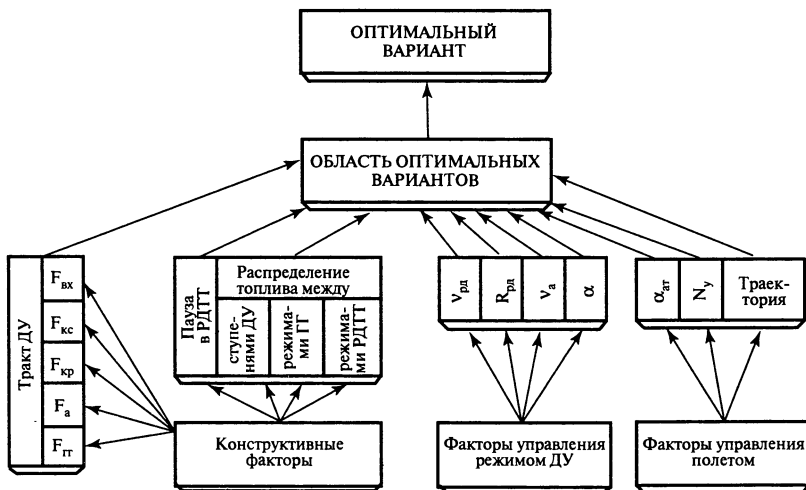 ОПТИМАЛЬНЫЙ
ВАРИАНТ
ОБЛАСТЬ ОПТИМАЛЬНЫХ
ВАРИАНТОВ
Тракт ДУ
Fвх
Fкс
Fкр
Fа
Fгг
Пауза
в РДТТ
Распределение
топлива между
ступе-
нями ДУ
режима-
ми ГГ
режима-
ми РДТТ
νрд
Rрд
νа
α
αат
Nу
Траек-
тория
Конструктивные
факторы
Факторы управления
режимом ДУ
Факторы управления
полетом